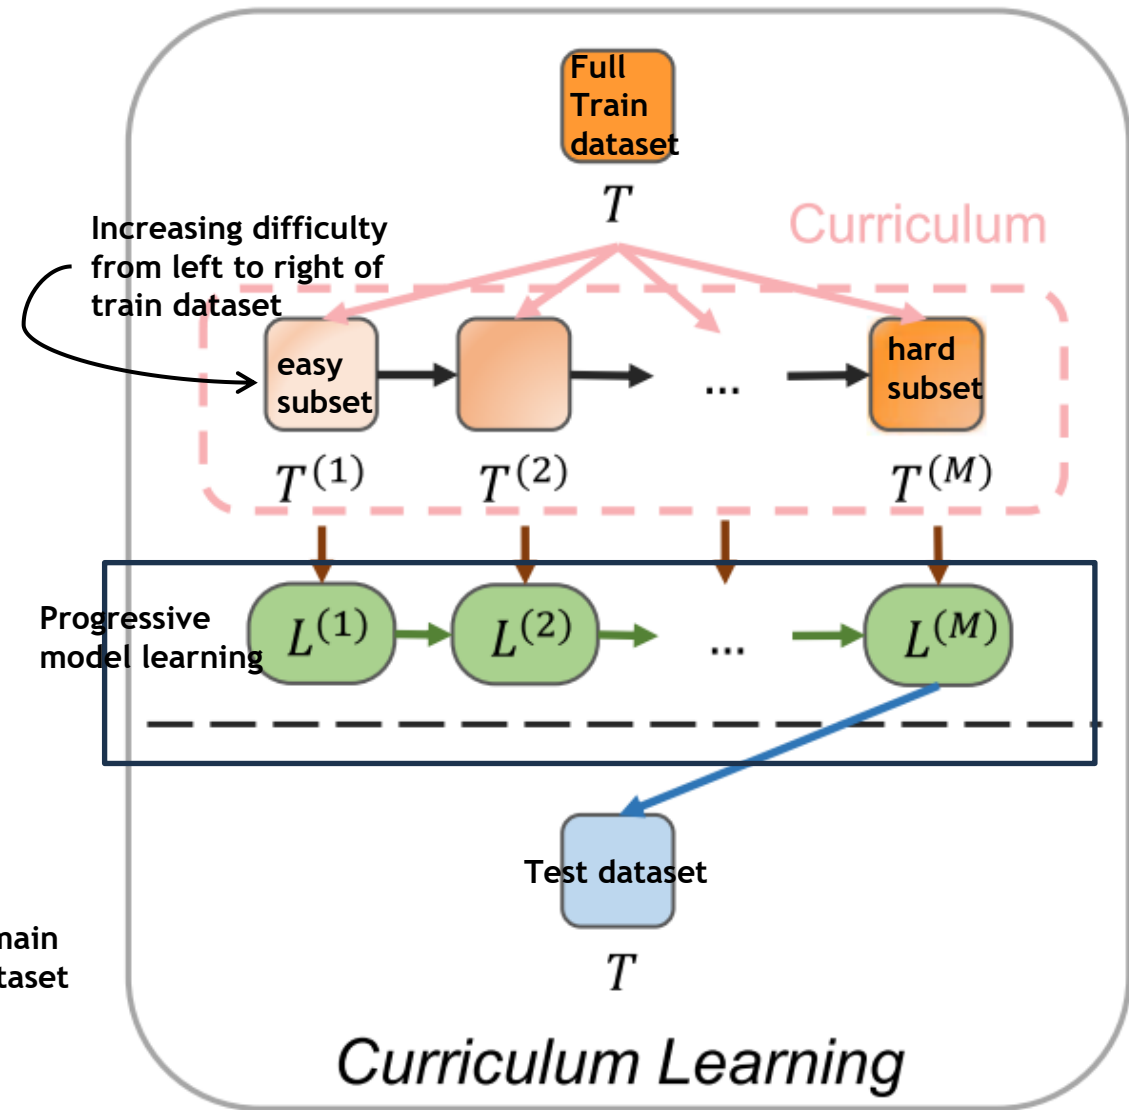 Full
Train
dataset
T
Curriculum
Increasing difficulty
from left to right of
train dataset
easy
subset
...
hard
subset
T^(1)
T^(2)
T^(M)
Progressive
model learning
L^(1)
L^(2)
...
L^(M)
Test dataset
T
main
taset
Curriculum Learning